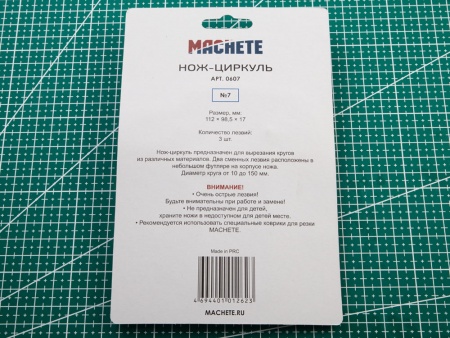 MACHETE
НОЖ-ЦИРКУЛЬ
АРТ. 0607
№7
Размер, мм:
112 × 98,5 × 17
Количество лезвий:
3 шт.
Нож-циркуль предназначен для вырезания кругов
из различных материалов. Два сменных лезвия расположены в
небольшом футляре на корпусе ножа.
Диаметр круга от 10 до 150 мм.
ВНИМАНИЕ!
• Очень острые лезвия!
Будьте внимательны при работе и замене!
• Не предназначен для детей,
храните ножи в недоступном для детей месте.
• Рекомендуется использовать специальные коврики для резки
MACHETE.
Made in PRC
4 694401 012623
MACHETE.RU